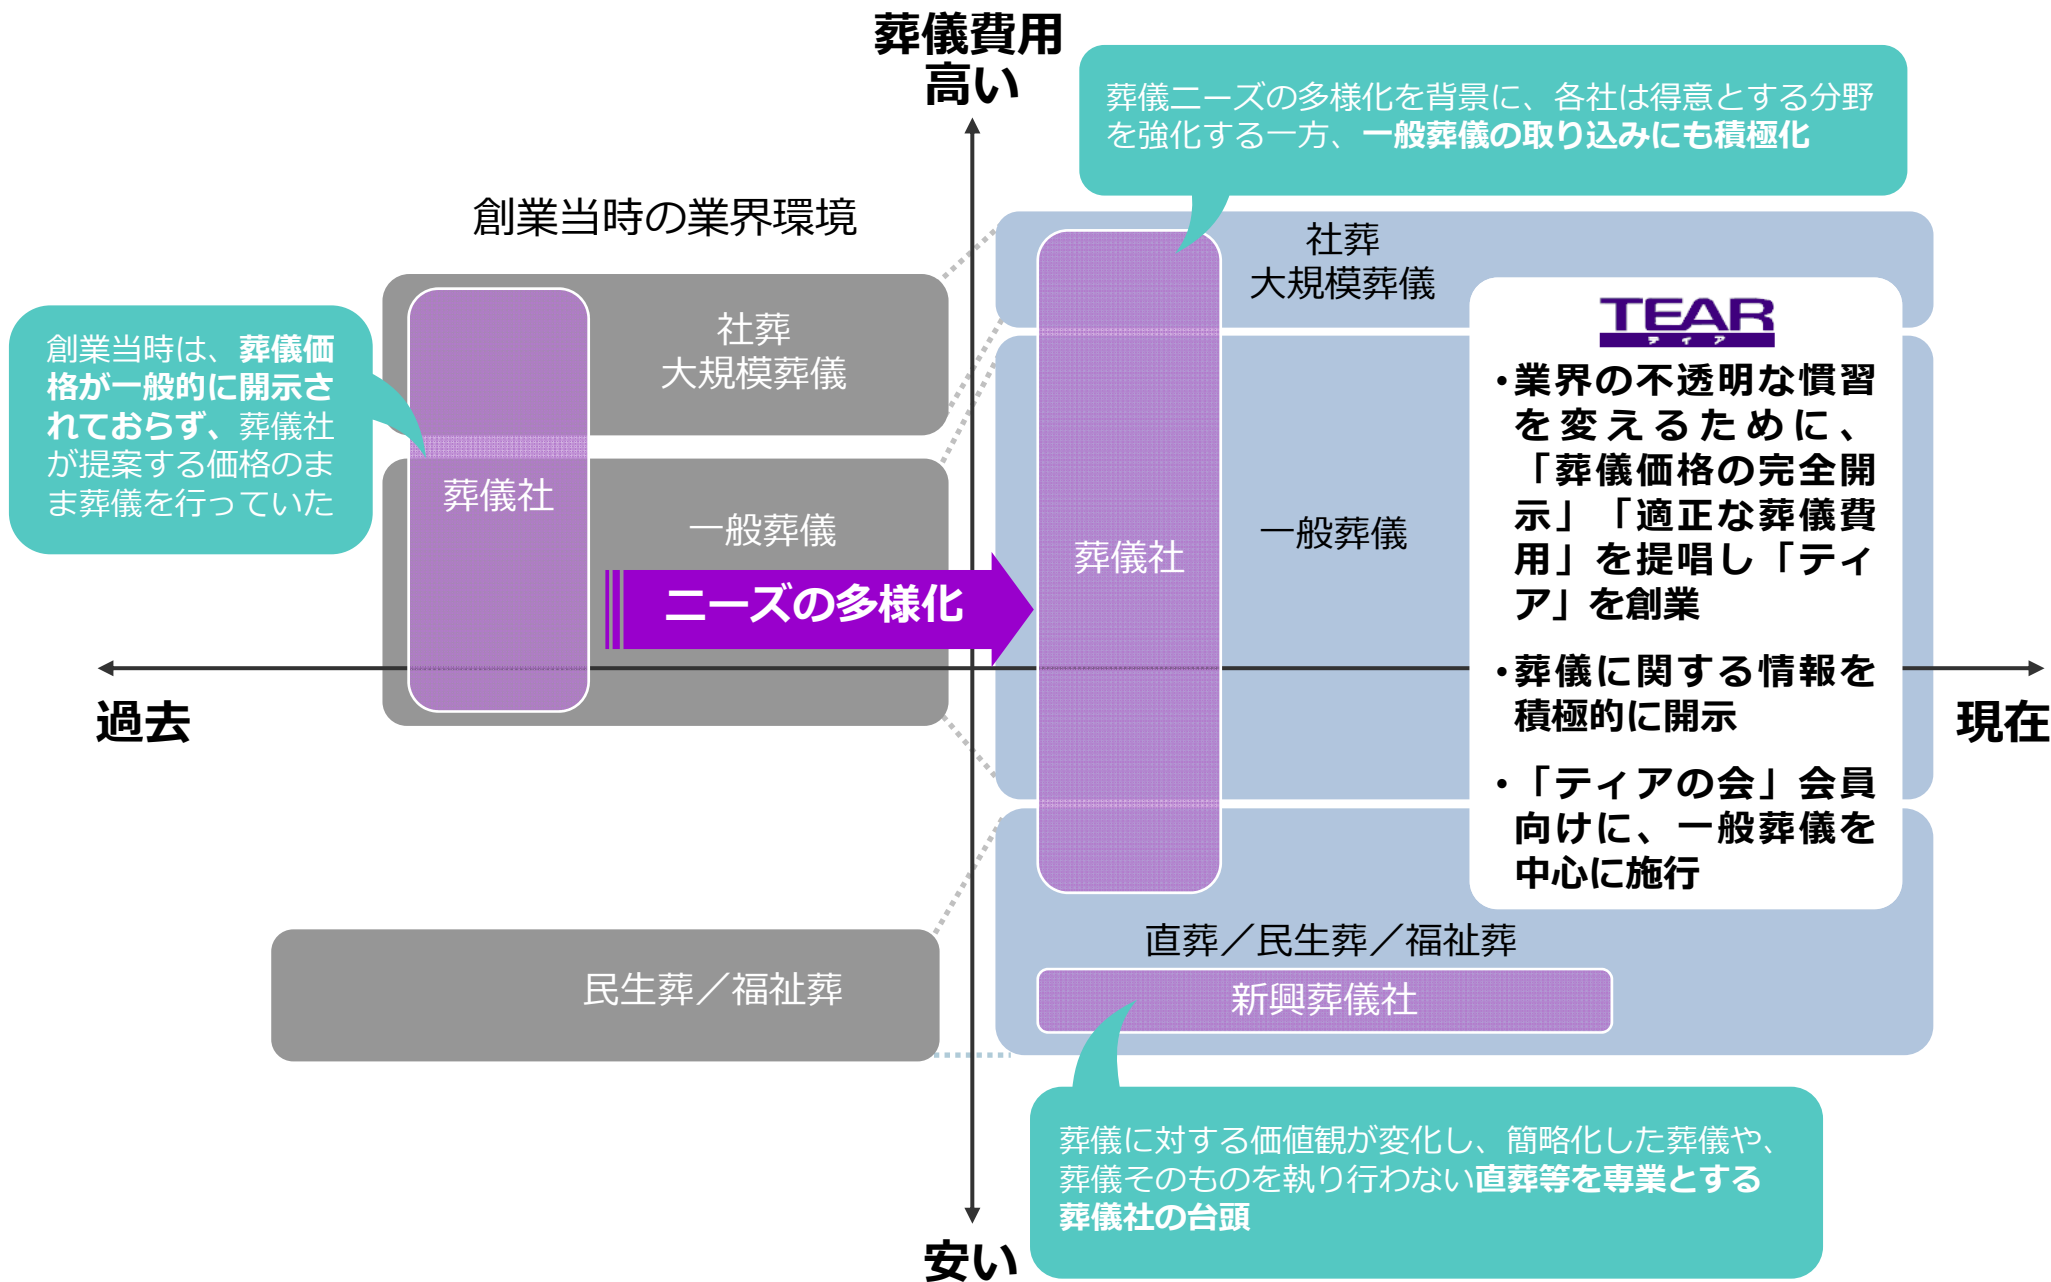 葬儀費用
高い
葬儀ニーズの多様化を背景に、各社は得意とする分野
を強化する一方、一般葬儀の取り込みにも積極化
創業当時の業界環境
創業当時は、葬儀価
格が一般的に開示さ
れておらず、葬儀社
が提案する価格のま
ま葬儀を行っていた
社葬
大規模葬儀
葬儀社
一般葬儀
ニーズの多様化
過去
民生葬／福祉葬
社葬
大規模葬儀
葬儀社
一般葬儀
TEAR
ティア
・業界の不透明な慣習
を変えるために、
「葬儀価格の完全開
示」「適正な葬儀費
用」を提唱し「ティ
ア」を創業
・葬儀に関する情報を
積極的に開示
・「ティアの会」会員
向けに、一般葬儀を
中心に施行
現在
直葬／民生葬／福祉葬
新興葬儀社
葬儀に対する価値観が変化し、簡略化した葬儀や、
葬儀そのものを執り行わない直葬等を専業とする
葬儀社の台頭
安い